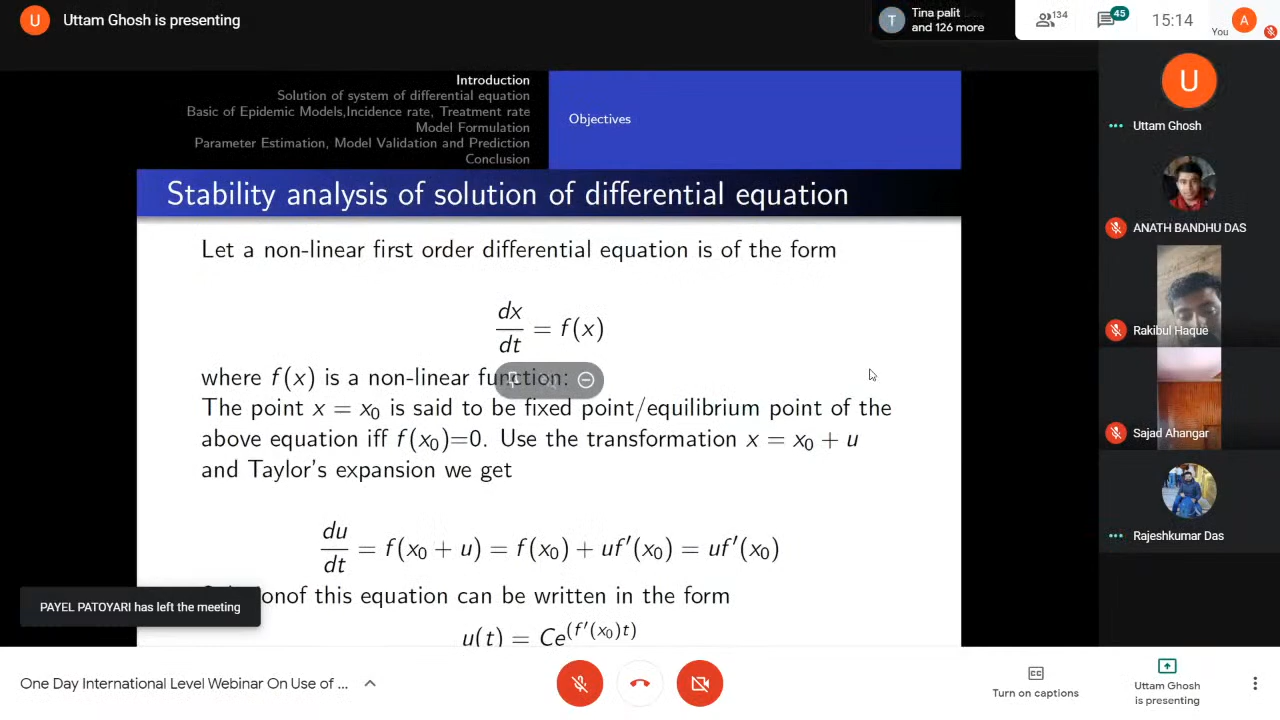 U
Uttam Ghosh is presenting
T
Tina palit
and 126 more
134
45
15:14
You
A
Introduction
Solution of system of differential equation
Basic of Epidemic Models,Incidence rate, Treatment rate
Model Formulation
Parameter Estimation, Model Validation and Prediction
Conclusion
Objectives
Stability analysis of solution of differential equation
Let a non-linear first order differential equation is of the form
dx/dt = f(x)
where f(x) is a non-linear function:
The point x = x₀ is said to be fixed point/equilibrium point of the
above equation iff f(x₀)=0. Use the transformation x = x₀ + u
and Taylor's expansion we get
du/dt = f(x₀ + u) = f(x₀) + uf′(x₀) = uf′(x₀)
of this equation can be written in the form
u(t) = Ce^(f′(x₀)t)
PAYEL PATOYARI has left the meeting
U
Uttam Ghosh
ANATH BANDHU DAS
Rakibul Haque
Sajad Ahangar
Rajeshkumar Das
One Day International Level Webinar On Use of ...
CC
Turn on captions
Uttam Ghosh
is presenting